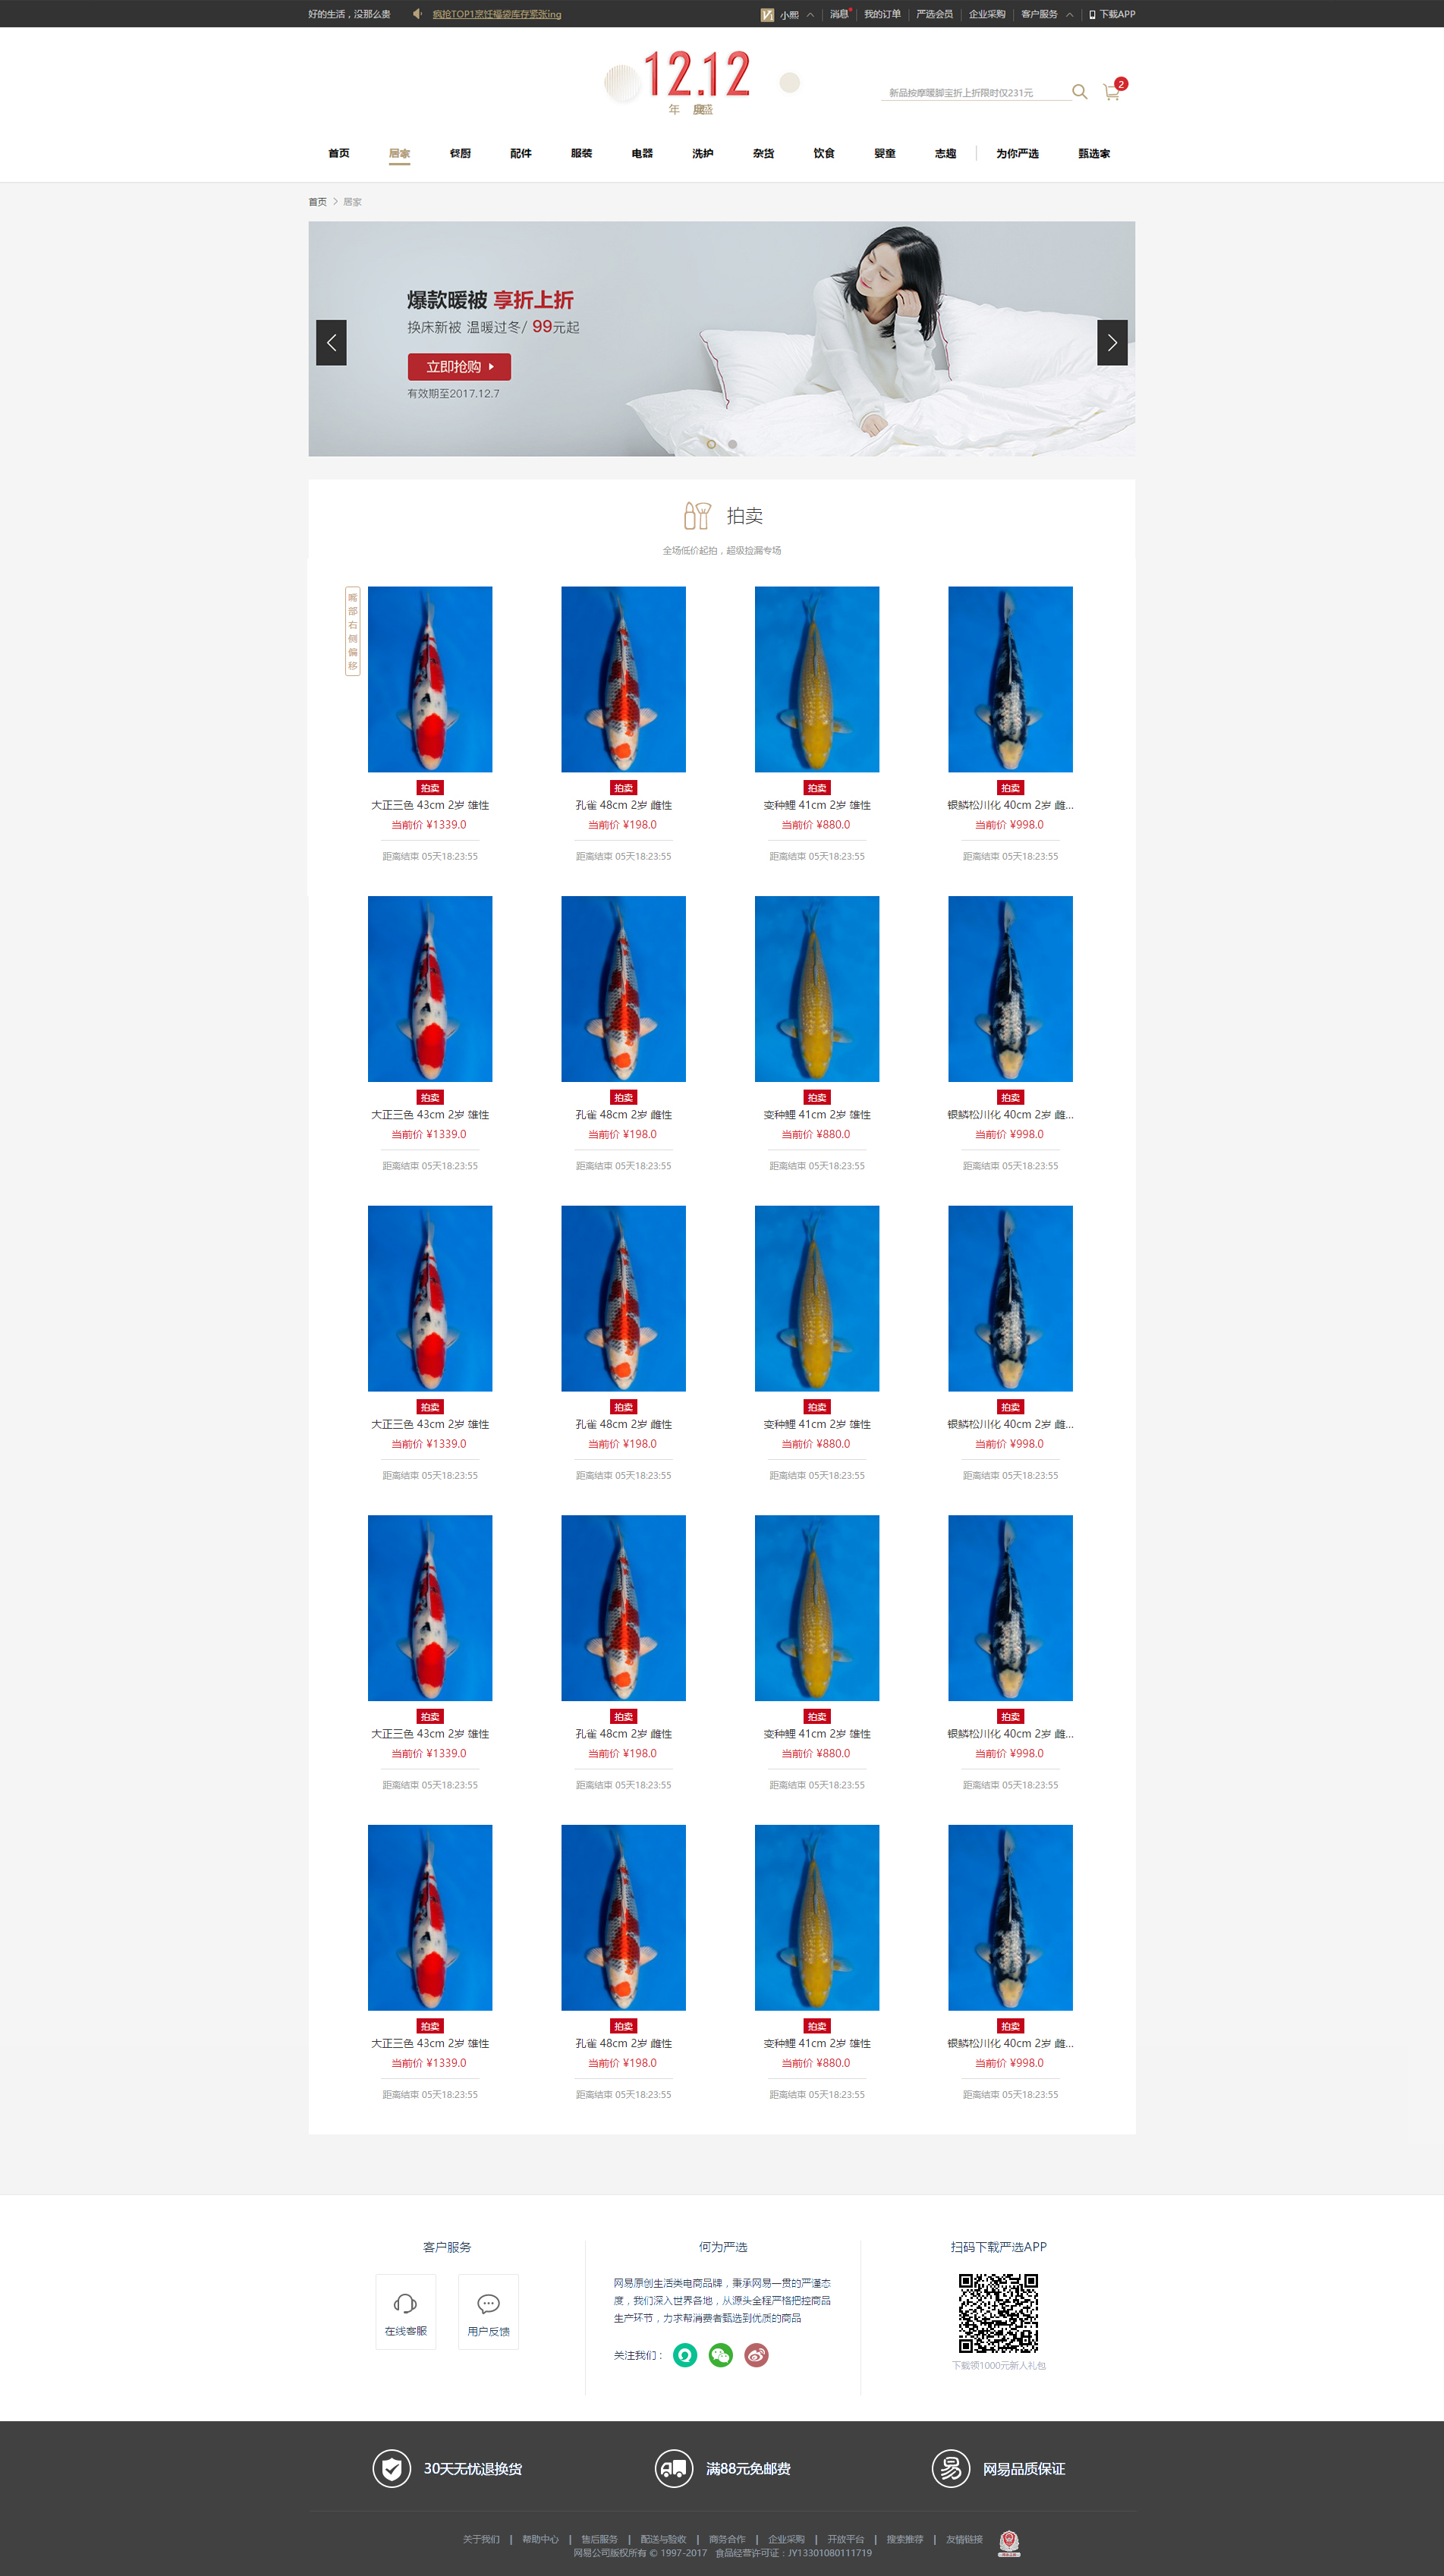 好的生活，没那么贵 疯抢TOP1烹饪福袋库存紧张ing 小熙 消息 我的订单 严选会员 企业采购 客户服务 下载APP
12.12
年 盛
新品按摩暖脚宝折上折限时仅231元
2
首页 居家 餐厨 配件 服装 电器 洗护 杂货 饮食 婴童 志趣 为你严选 甄选家
首页 > 居家
爆款暖被 享折上折
换床新被 温暖过冬/ 99元起
立即抢购
有效期至2017.12.7
拍卖
全场低价起拍，超级捡漏专场
嘴部右侧偏移
拍卖 拍卖 拍卖 拍卖
大正三色 43cm 2岁 雄性 孔雀 48cm 2岁 雌性 变种鲤 41cm 2岁 雄性 银鳞松川化 40cm 2岁 雌...
当前价 ¥1339.0 当前价 ¥198.0 当前价 ¥880.0 当前价 ¥998.0
距离结束 05天18:23:55 距离结束 05天18:23:55 距离结束 05天18:23:55 距离结束 05天18:23:55
拍卖 拍卖 拍卖 拍卖
大正三色 43cm 2岁 雄性 孔雀 48cm 2岁 雌性 变种鲤 41cm 2岁 雄性 银鳞松川化 40cm 2岁 雌...
当前价 ¥1339.0 当前价 ¥198.0 当前价 ¥880.0 当前价 ¥998.0
距离结束 05天18:23:55 距离结束 05天18:23:55 距离结束 05天18:23:55 距离结束 05天18:23:55
拍卖 拍卖 拍卖 拍卖
大正三色 43cm 2岁 雄性 孔雀 48cm 2岁 雌性 变种鲤 41cm 2岁 雄性 银鳞松川化 40cm 2岁 雌...
当前价 ¥1339.0 当前价 ¥198.0 当前价 ¥880.0 当前价 ¥998.0
距离结束 05天18:23:55 距离结束 05天18:23:55 距离结束 05天18:23:55 距离结束 05天18:23:55
拍卖 拍卖 拍卖 拍卖
大正三色 43cm 2岁 雄性 孔雀 48cm 2岁 雌性 变种鲤 41cm 2岁 雄性 银鳞松川化 40cm 2岁 雌...
当前价 ¥1339.0 当前价 ¥198.0 当前价 ¥880.0 当前价 ¥998.0
距离结束 05天18:23:55 距离结束 05天18:23:55 距离结束 05天18:23:55 距离结束 05天18:23:55
拍卖 拍卖 拍卖 拍卖
大正三色 43cm 2岁 雄性 孔雀 48cm 2岁 雌性 变种鲤 41cm 2岁 雄性 银鳞松川化 40cm 2岁 雌...
当前价 ¥1339.0 当前价 ¥198.0 当前价 ¥880.0 当前价 ¥998.0
距离结束 05天18:23:55 距离结束 05天18:23:55 距离结束 05天18:23:55 距离结束 05天18:23:55
客户服务
在线客服 用户反馈
何为严选
网易原创生活类电商品牌，秉承网易一贯的严谨态
度，我们深入世界各地，从源头全程严格把控商品
生产环节，力求帮消费者甄选到优质的商品
关注我们：
扫码下载严选APP
下载领1000元新人礼包
30天无忧退换货 满88元免邮费 易 网易品质保证
关于我们 | 帮助中心 | 售后服务 | 配送与验收 | 商务合作 | 企业采购 | 开放平台 | 搜索推荐 | 友情链接
网易公司版权所有 © 1997-2017 食品经营许可证：JY13301080111719